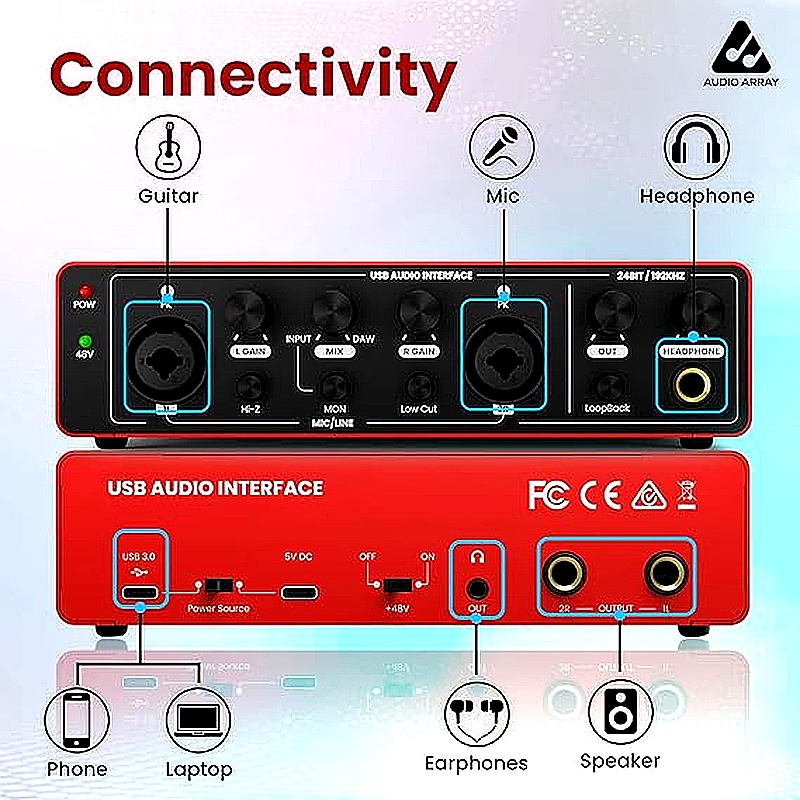 Connectivity
AUDIO ARRAY
Guitar
Mic
Headphone
USB AUDIO INTERFACE
24BIT / 192KHZ
POW
48V
PK
PK
INPUT
DAW
L GAIN
MIX
R GAIN
OUT
HEADPHONE
Hi-Z
MON
Low Cut
LoopBack
MIC/LINE
USB AUDIO INTERFACE
FC CE
USB 3.0
5V DC
OFF
ON
Power Source
+48V
OUT
2R
OUTPUT
1L
Phone
Laptop
Earphones
Speaker